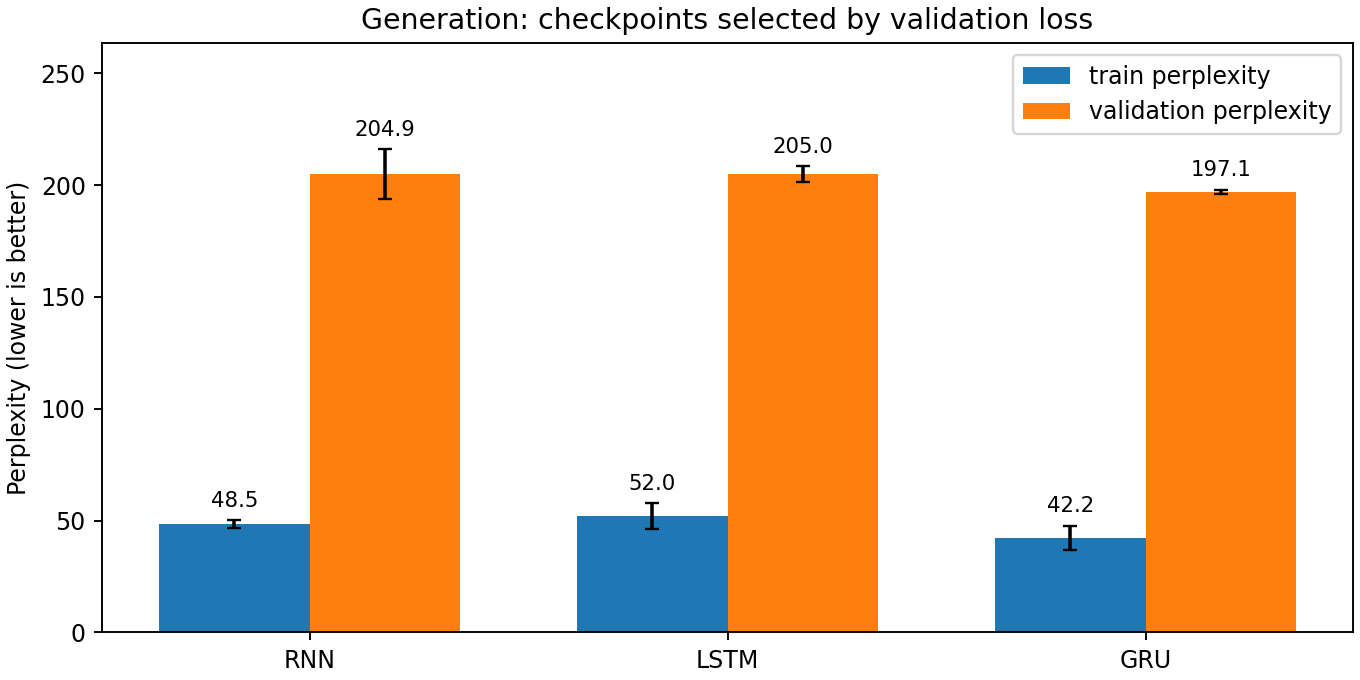 Generation: checkpoints selected by validation loss
train perplexity
validation perplexity
Perplexity (lower is better)
250
200
150
100
50
0
204.9
205.0
197.1
48.5
52.0
42.2
RNN
LSTM
GRU